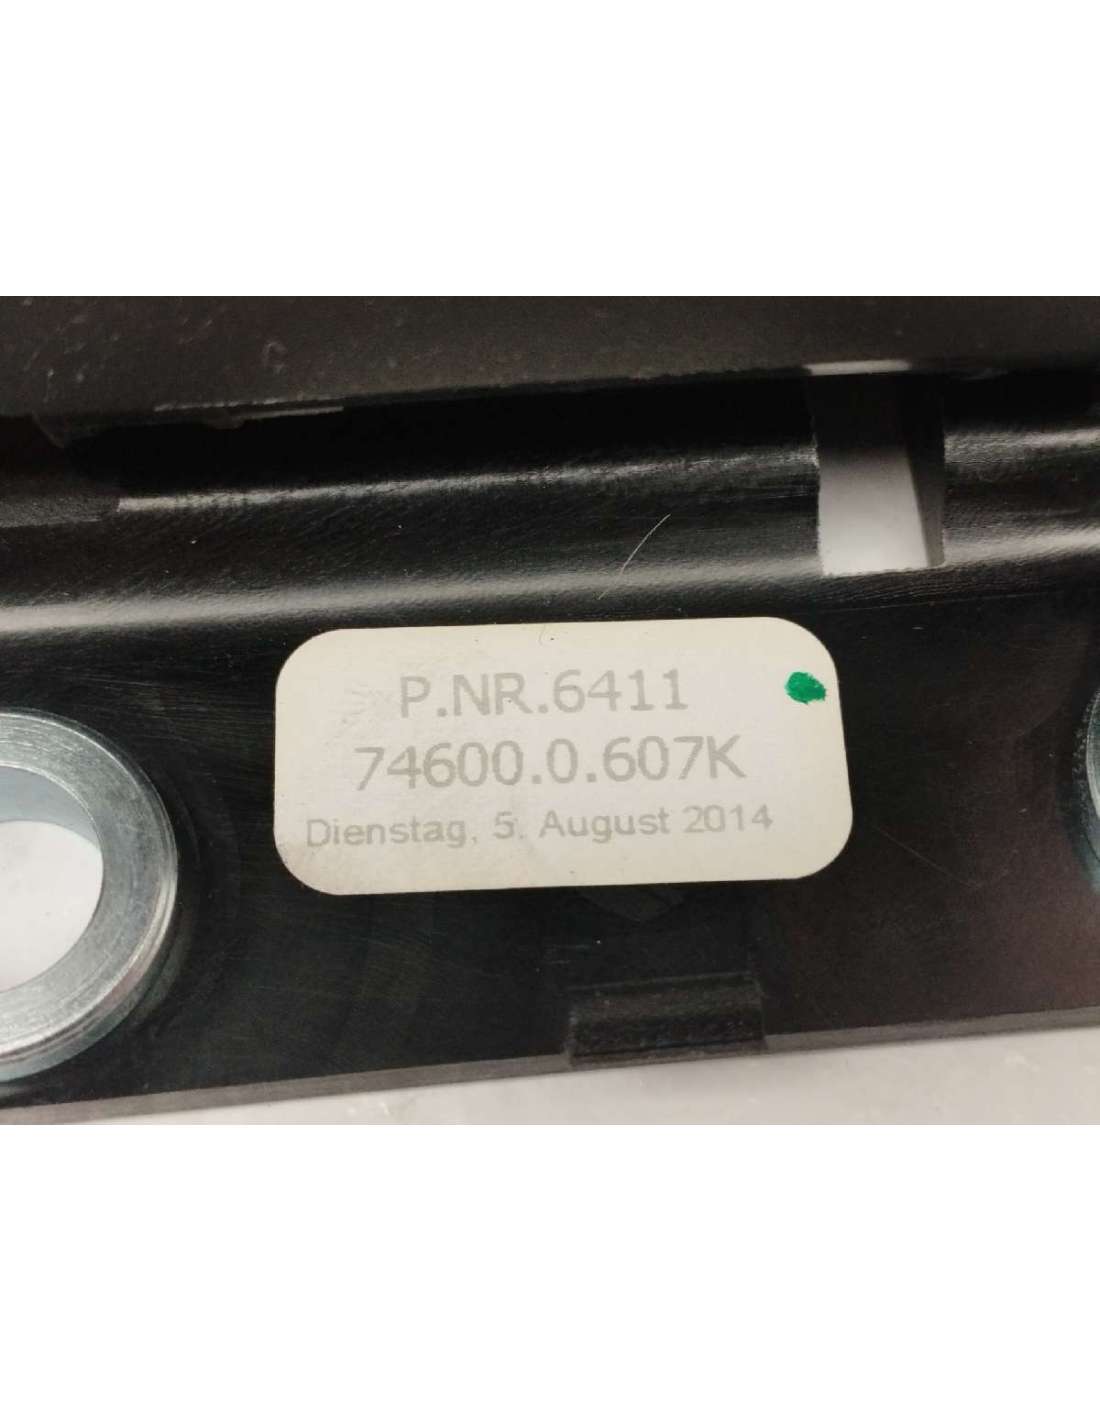 P.NR.6411
74600.0.607K
Dienstag, 5. August 2014